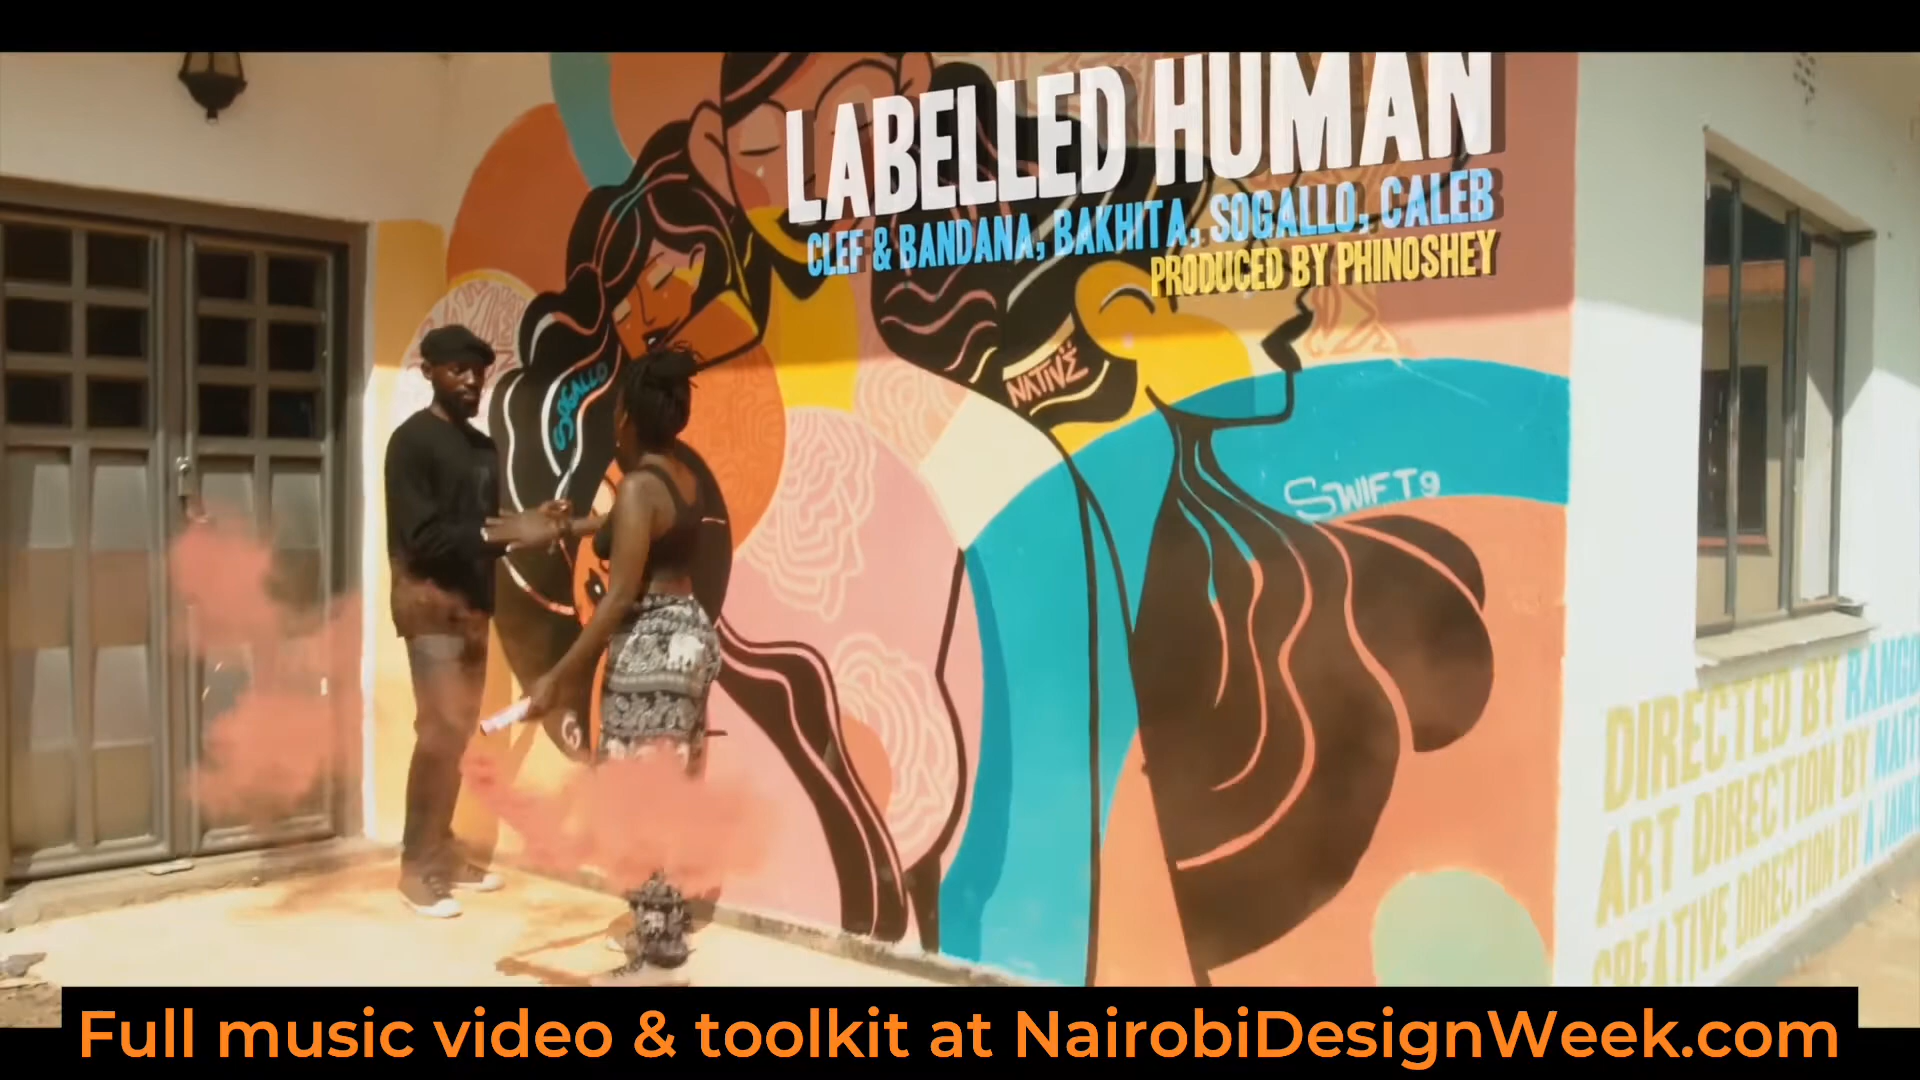 LABELLED HUMAN
CLEF & BANDANA, BAKHITA, SOGALLO, CALEB
PRODUCED BY PHINOSHEY
SOGALLO
NATIVE
SWIFT9
DIRECTED BY
ART DIRECTION BY
CREATIVE DIRECTION BY
Full music video & toolkit at NairobiDesignWeek.com